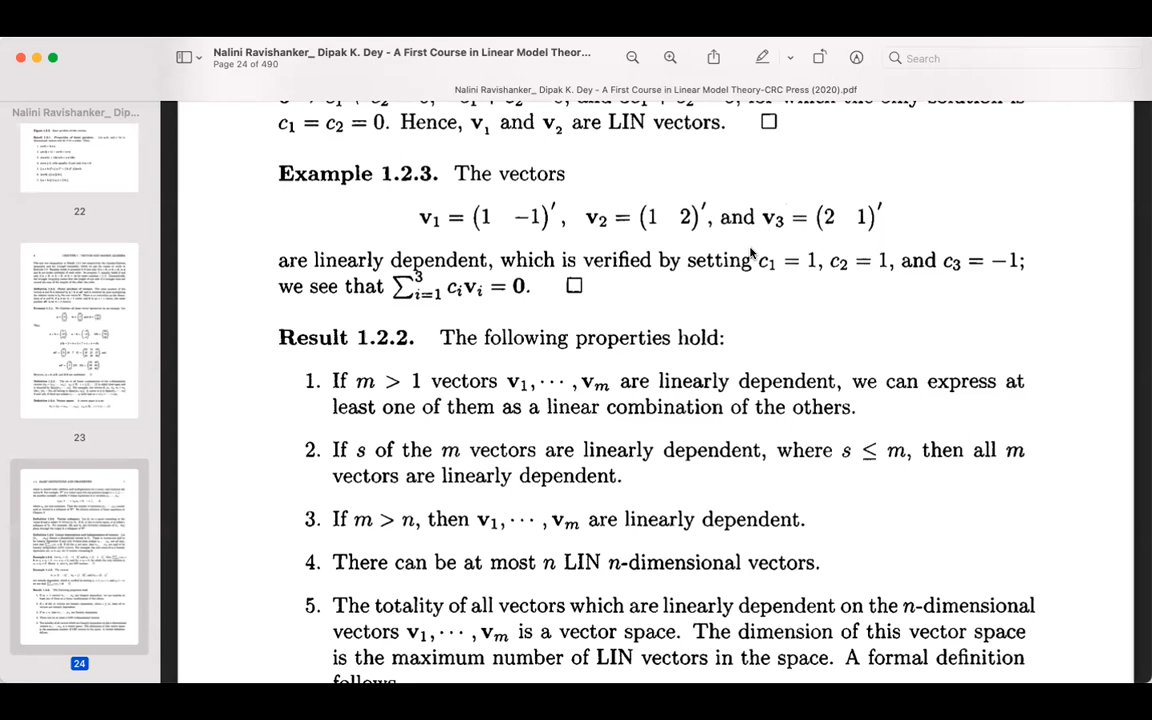 Nalini Ravishanker_ Dipak K. Dey - A First Course in Linear Model Theor...
Page 24 of 490
Search
Nalini Ravishanker_ Dipak K. Dey - A First Course in Linear Model Theory-CRC Press (2020).pdf
Nalini Ravishanker_ Dip...
22
23
24
c₁ = c₂ = 0. Hence, v₁ and v₂ are LIN vectors. □
Example 1.2.3. The vectors
v₁ = (1 −1)′, v₂ = (1 2)′, and v₃ = (2 1)′
are linearly dependent, which is verified by setting c₁ = 1, c₂ = 1, and c₃ = −1;
we see that ∑³ᵢ₌₁ cᵢvᵢ = 0. □
Result 1.2.2. The following properties hold:
1. If m > 1 vectors v₁, ⋯, vₘ are linearly dependent, we can express at
least one of them as a linear combination of the others.
2. If s of the m vectors are linearly dependent, where s ≤ m, then all m
vectors are linearly dependent.
3. If m > n, then v₁, ⋯, vₘ are linearly dependent.
4. There can be at most n LIN n-dimensional vectors.
5. The totality of all vectors which are linearly dependent on the n-dimensional
vectors v₁, ⋯, vₘ is a vector space. The dimension of this vector space
is the maximum number of LIN vectors in the space. A formal definition
follows.